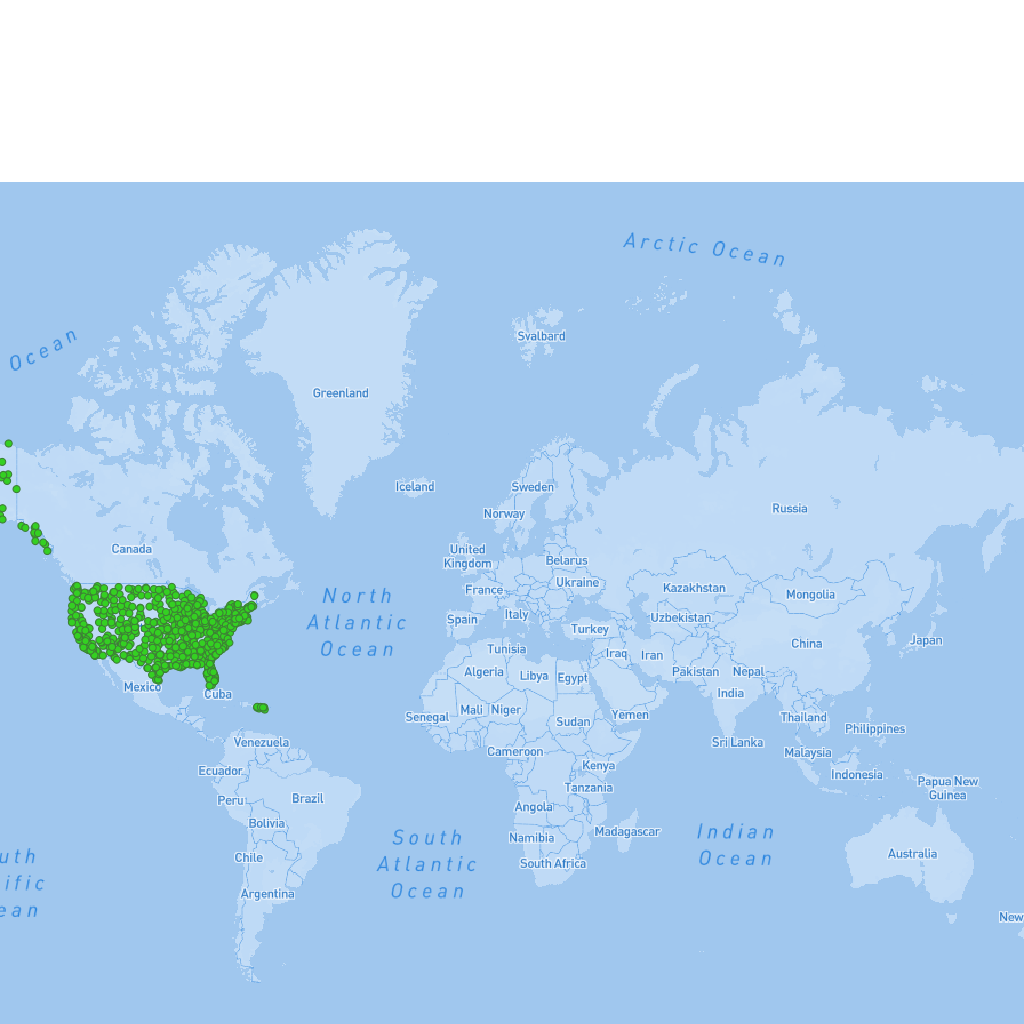 Arctic Ocean
Ocean
Svalbard
Greenland
Iceland
Sweden
Norway
Russia
Canada
United
Kingdom
Belarus
Ukraine
France
Kazakhstan
Mongolia
North
Atlantic
Ocean
Spain
Italy
Turkey
Uzbekistan
China
Japan
Tunisia
Iraq
Iran
Algeria
Libya
Egypt
Pakistan
Nepal
India
Mexico
Cuba
Senegal
Mali
Niger
Sudan
Yemen
Thailand
Philippines
Venezuela
Cameroon
Sri Lanka
Malaysia
Ecuador
Kenya
Indonesia
Tanzania
Papua New
Guinea
Peru
Brazil
Angola
Bolivia
Namibia
Madagascar
South
Atlantic
Ocean
Indian
Ocean
Chile
South Africa
Australia
uth
ific
ean
Argentina
New